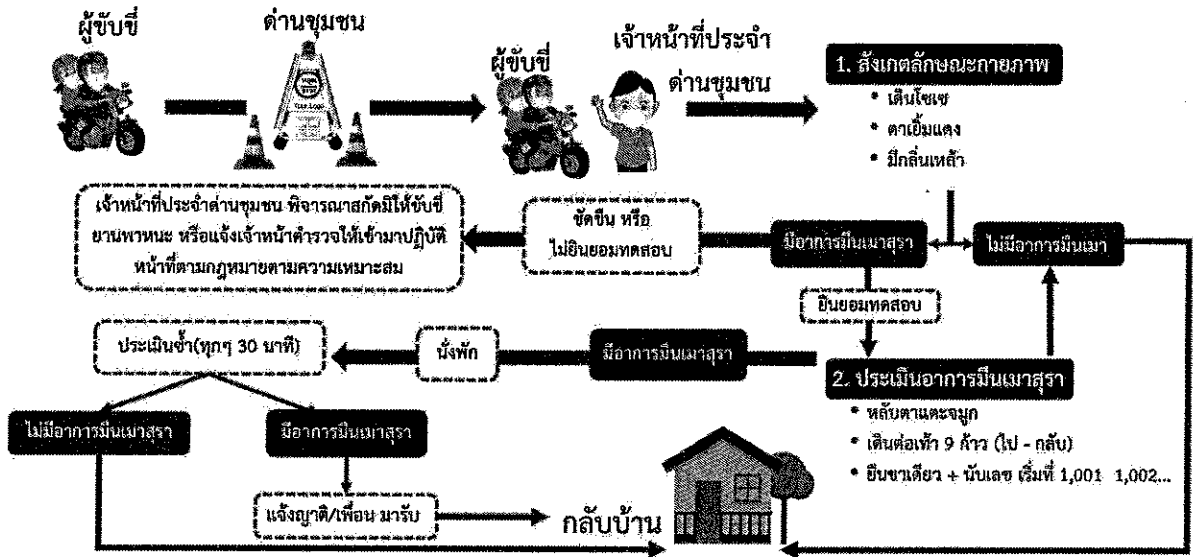 ผู้ขับขี่
ด่านชุมชน
ผู้ขับขี่
เจ้าหน้าที่ประจำ
ด่านชุมชน
1. สังเกตลักษณะกายภาพ
• เดินโซเซ
• ตาเยิ้มแดง
• มีกลิ่นเหล้า
เจ้าหน้าที่ประจำด่านชุมชน พิจารณาสกัดมิให้ขับขี่
ยานพาหนะ หรือแจ้งเจ้าหน้าตำรวจให้เข้ามาปฏิบัติ
หน้าที่ตามกฎหมายตามความเหมาะสม
ขัดขืน หรือ
ไม่ยินยอมทดสอบ
มีอาการมึนเมาสุรา
ไม่มีอาการมึนเมา
ยินยอมทดสอบ
ประเมินซ้ำ(ทุกๆ 30 นาที)
นั่งพัก
มีอาการมึนเมาสุรา
2. ประเมินอาการมึนเมาสุรา
• หลับตาแตะจมูก
• เดินต่อเท้า 9 ก้าว (ไป - กลับ)
• ยืนขาเดียว + นับเลข เริ่มที่ 1,001 1,002...
ไม่มีอาการมึนเมาสุรา
มีอาการมึนเมาสุรา
แจ้งญาติ/เพื่อน มารับ
กลับบ้าน